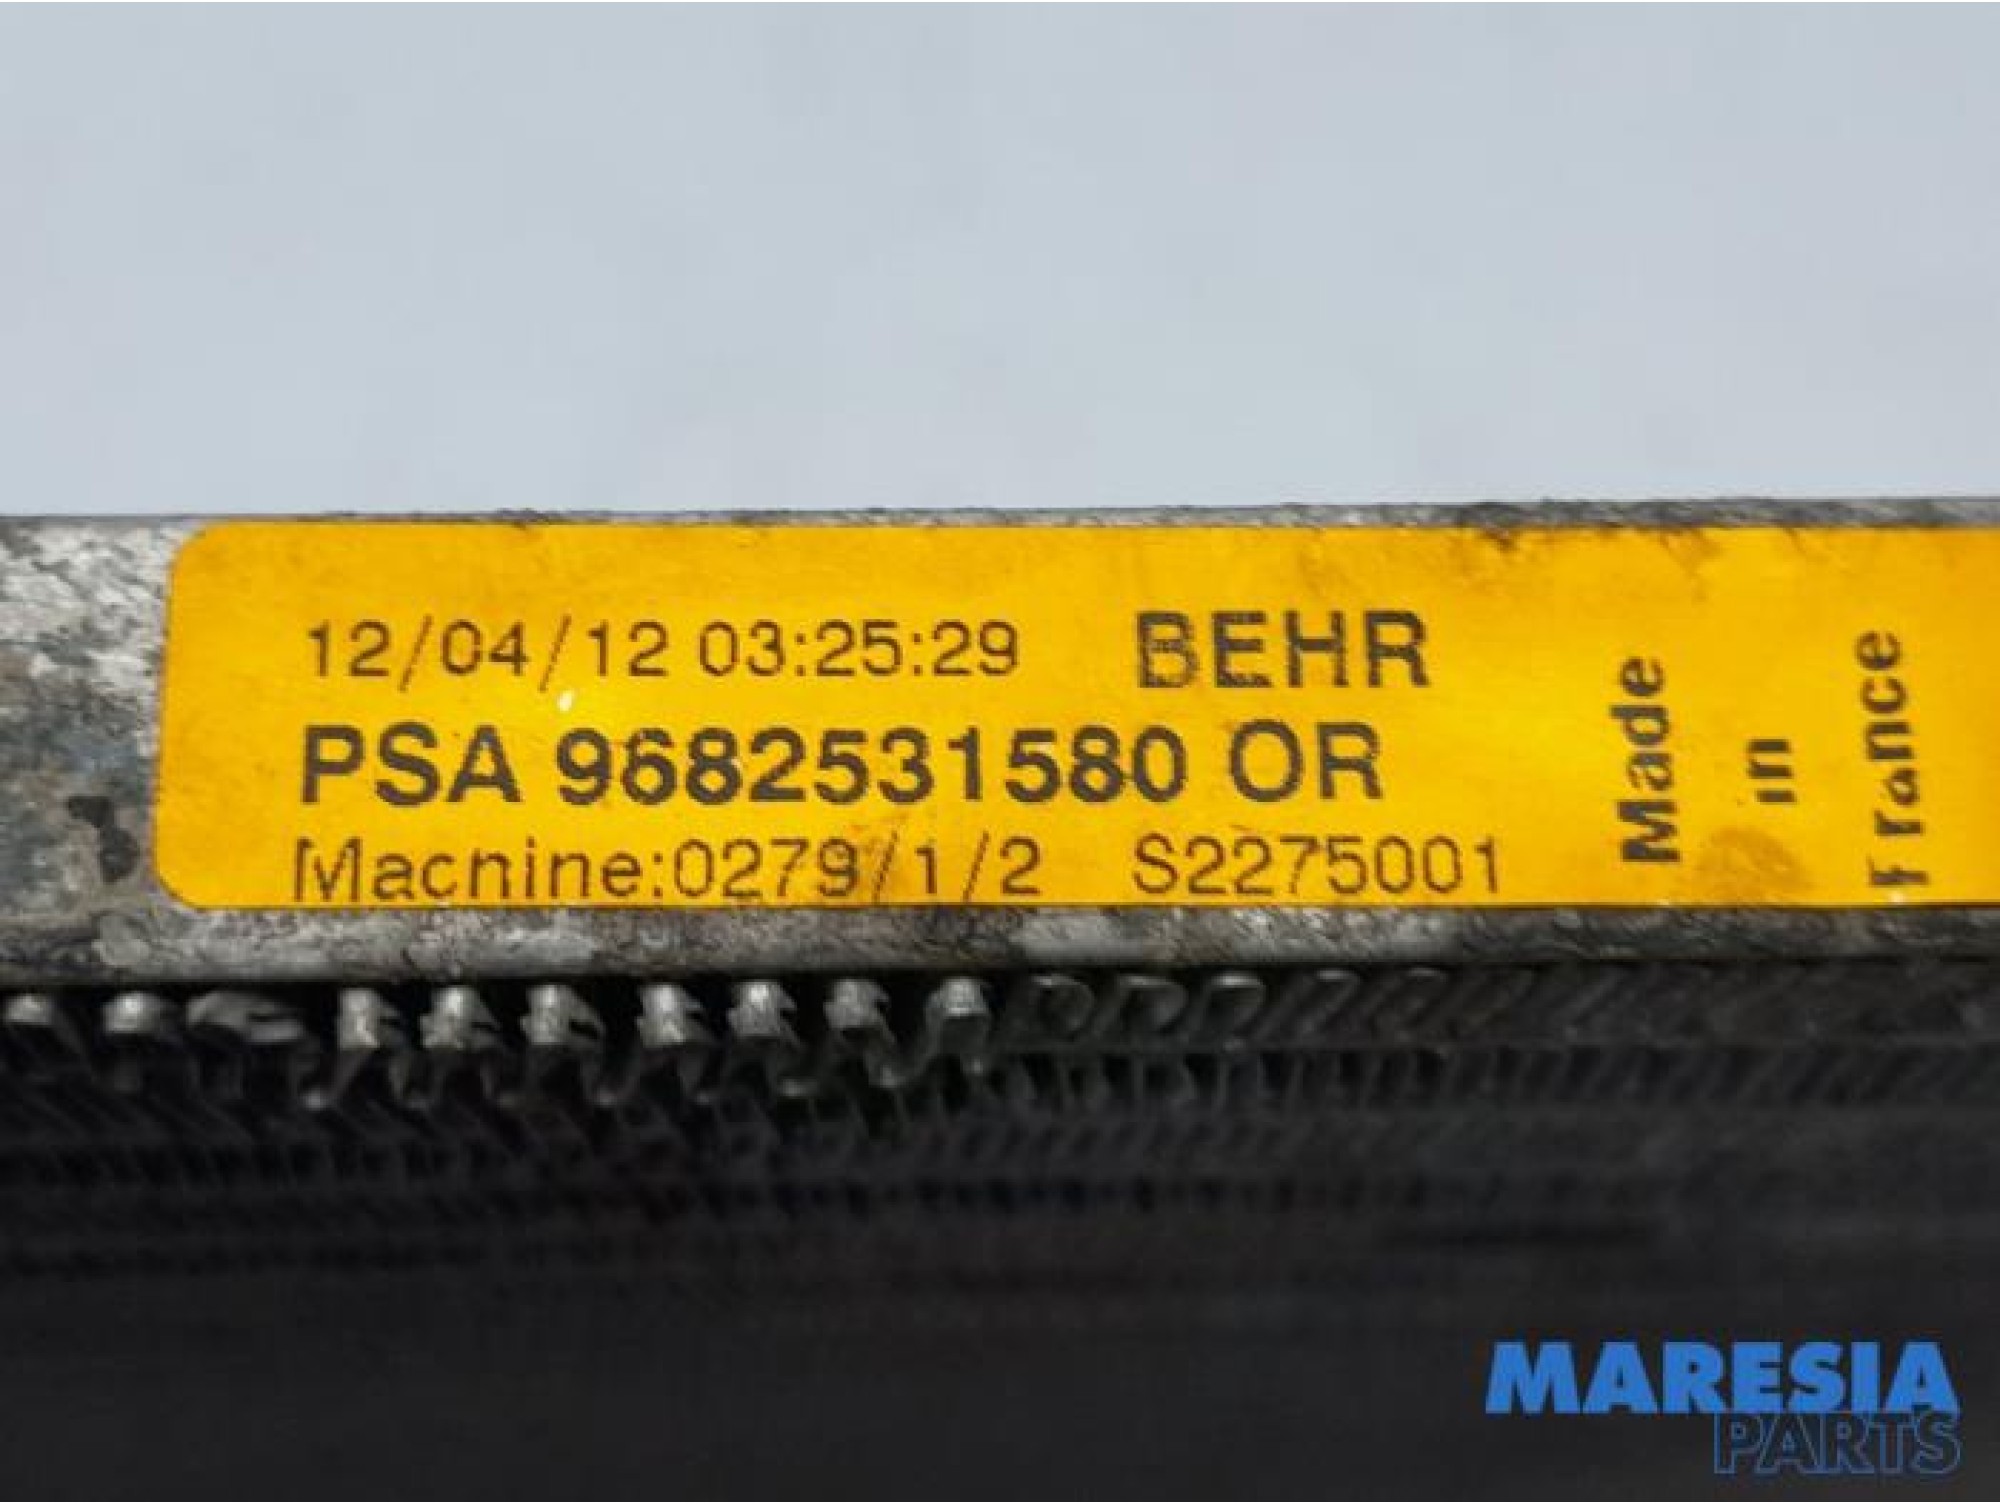 12/04/12 03:25:29 BEHR
PSA 9682531580 OR
Machine:0279/1/2 S2275001
Made
in
France
MARESIA
PARTS